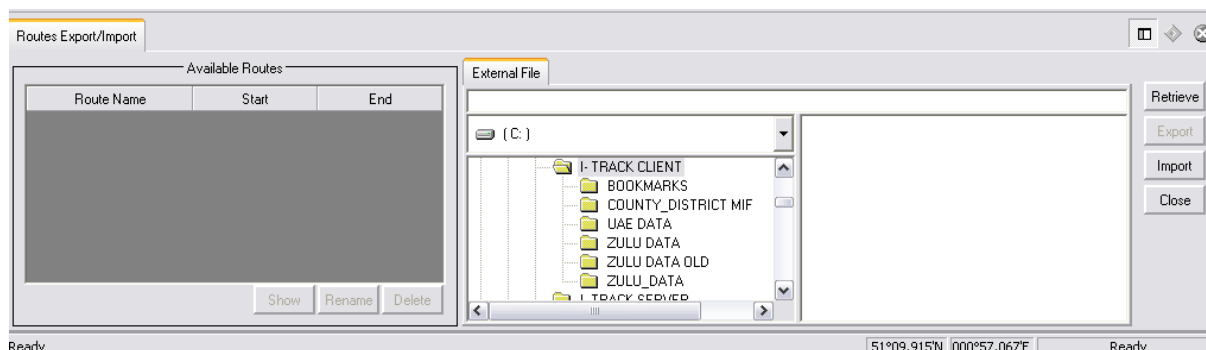 Routes Export/Import
Available Routes
Route Name Start End
Show Rename Delete
External File
( C: )
I- TRACK CLIENT
BOOKMARKS
COUNTY_DISTRICT MIF
UAE DATA
ZULU DATA
ZULU DATA OLD
ZULU_DATA
I- TRACK SERVER
Retrieve
Export
Import
Close
Ready 51°09.915'N 000°57.067'E Ready